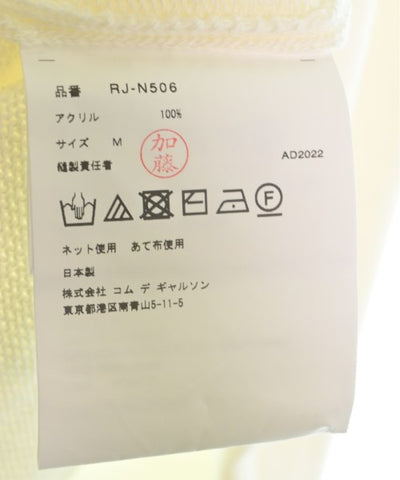 品番 RJ-N506
アクリル 100%
サイズ M
縫製責任者 加藤 AD2022
F
ネット使用 あて布使用
日本製
株式会社 コム デ ギャルソン
東京都港区南青山5-11-5